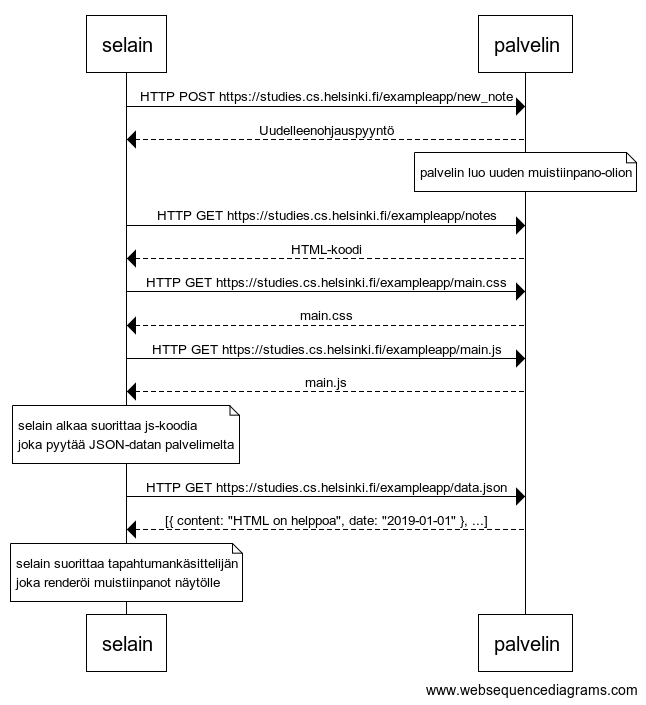 selain
palvelin
HTTP POST https://studies.cs.helsinki.fi/exampleapp/new_note
Uudelleenohjauspyyntö
palvelin luo uuden muistiinpano-olion
HTTP GET https://studies.cs.helsinki.fi/exampleapp/notes
HTML-koodi
HTTP GET https://studies.cs.helsinki.fi/exampleapp/main.css
main.css
HTTP GET https://studies.cs.helsinki.fi/exampleapp/main.js
main.js
selain alkaa suorittaa js-koodia
joka pyytää JSON-datan palvelimelta
HTTP GET https://studies.cs.helsinki.fi/exampleapp/data.json
[{ content: "HTML on helppoa", date: "2019-01-01" }, ...]
selain suorittaa tapahtumankäsittelijän
joka renderöi muistiinpanot näytölle
selain
palvelin
www.websequencediagrams.com